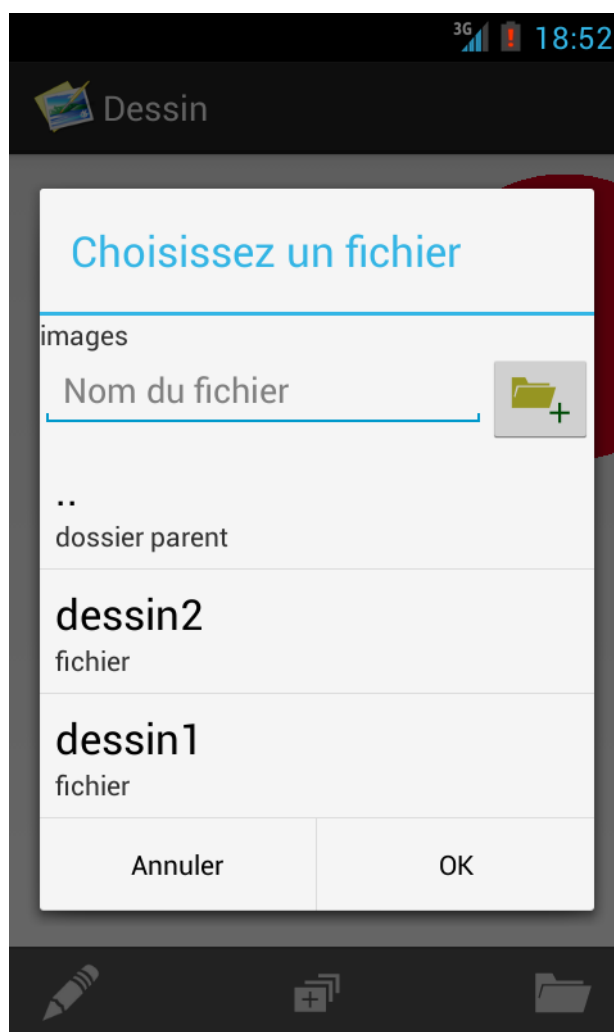 3G
18:52
Dessin
Choisissez un fichier
images
Nom du fichier
..
dossier parent
dessin2
fichier
dessin1
fichier
Annuler
OK